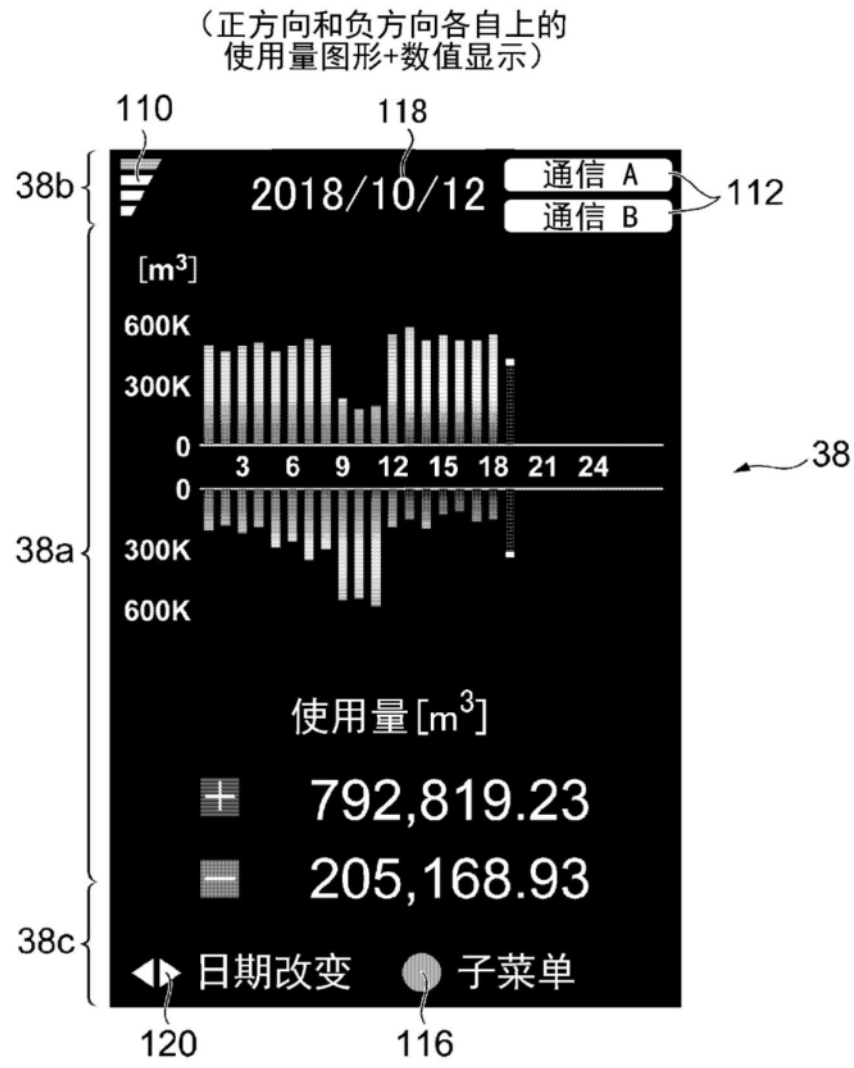 （正方向和负方向各自上的
使用量图形+数值显示）
110
118
38b
2018/10/12
通信 A
通信 B
112
[m³]
600K
300K
0
3 6 9 12 15 18 21 24
0
300K
600K
38
38a
使用量[m³]
+ 792,819.23
− 205,168.93
38c
日期改变
子菜单
120
116